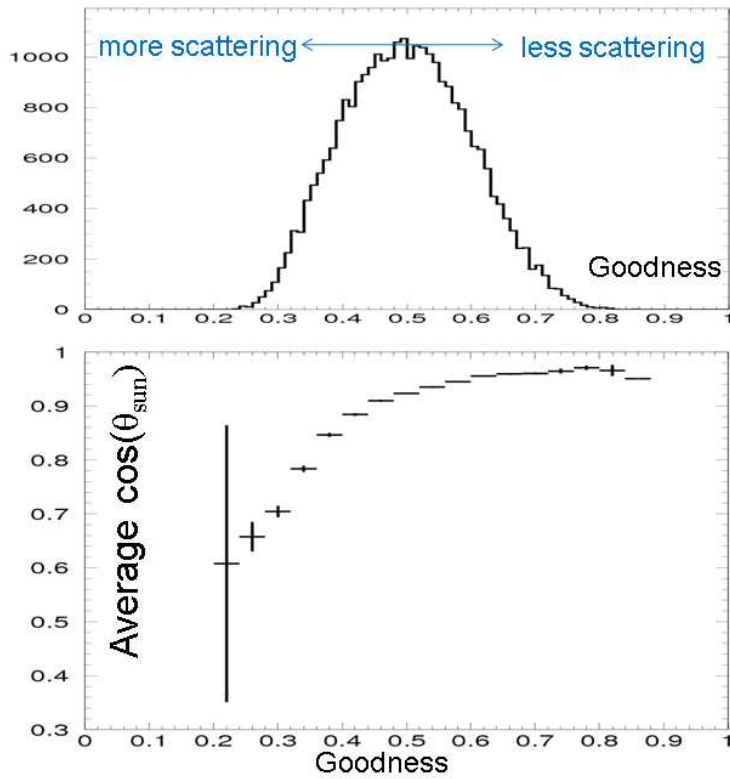 1000
more scattering
less scattering
800
600
400
200
Goodness
0
0 0.1 0.2 0.3 0.4 0.5 0.6 0.7 0.8 0.9 1
1
0.9
0.8
0.7
0.6
0.5
0.4
0.3
Average cos(θsun)
0 0.1 0.2 0.3 0.4 0.5 0.6 0.7 0.8 0.9 1
Goodness